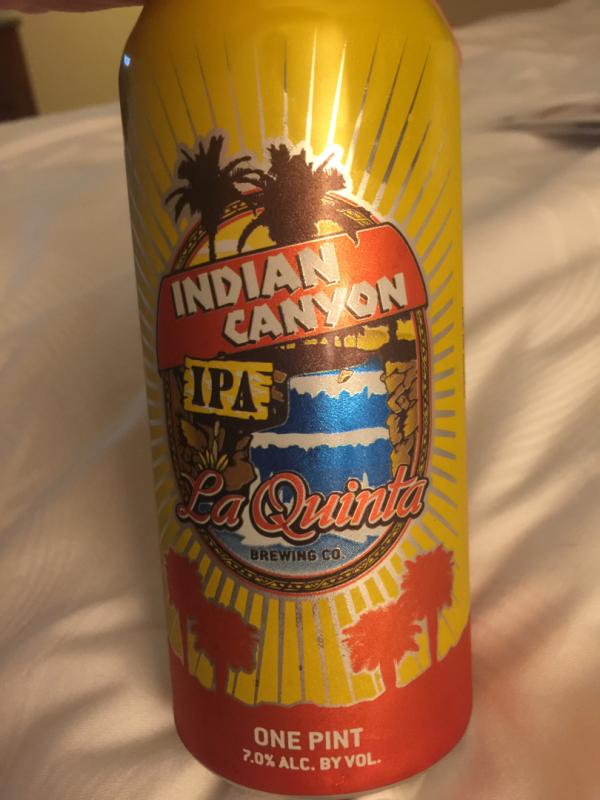 INDIAN
CANYON
IPA
La Quinta
BREWING CO.
ONE PINT
7.0% ALC. BY VOL.